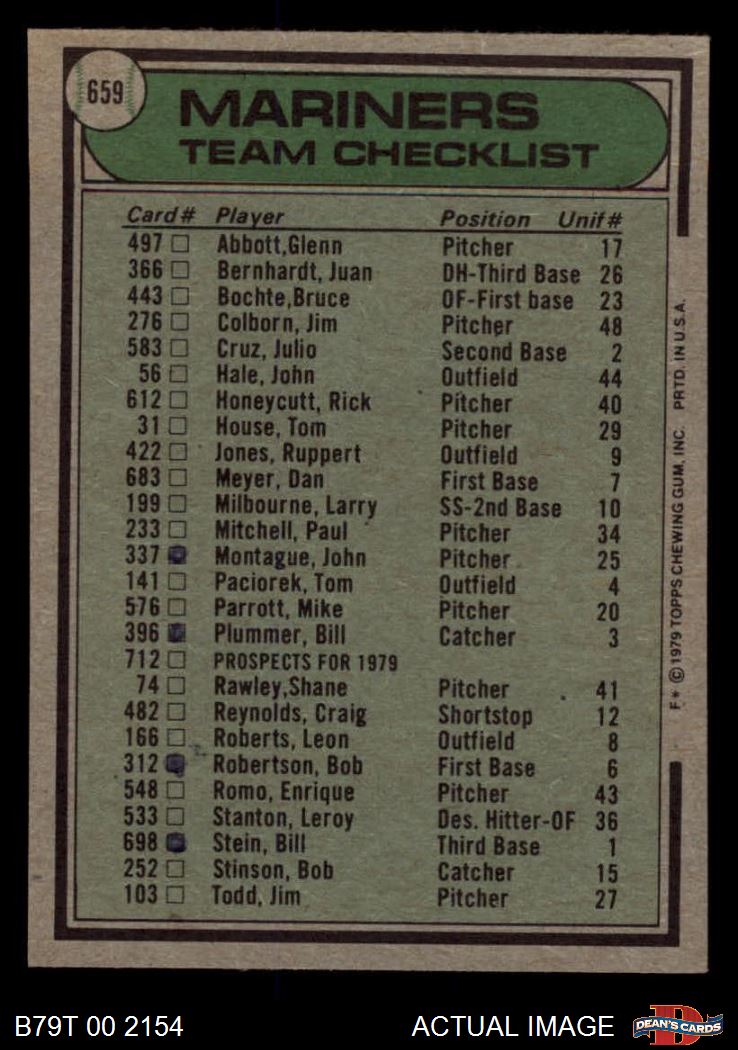 659
MARINERS
TEAM CHECKLIST
Card# Player Position Unif#
497 Abbott,Glenn Pitcher 17
366 Bernhardt, Juan DH-Third Base 26
443 Bochte,Bruce OF-First base 23
276 Colborn, Jim Pitcher 48
583 Cruz, Julio Second Base 2
56 Hale, John Outfield 44
612 Honeycutt, Rick Pitcher 40
31 House, Tom Pitcher 29
422 Jones, Ruppert Outfield 9
683 Meyer, Dan First Base 7
199 Milbourne, Larry SS-2nd Base 10
233 Mitchell, Paul Pitcher 34
337 Montague, John Pitcher 25
141 Paciorek, Tom Outfield 4
576 Parrott, Mike Pitcher 20
396 Plummer, Bill Catcher 3
712 PROSPECTS FOR 1979
74 Rawley,Shane Pitcher 41
482 Reynolds, Craig Shortstop 12
166 Roberts, Leon Outfield 8
312 Robertson, Bob First Base 6
548 Romo, Enrique Pitcher 43
533 Stanton, Leroy Des. Hitter-OF 36
698 Stein, Bill Third Base 1
252 Stinson, Bob Catcher 15
103 Todd, Jim Pitcher 27
F* © 1979 TOPPS CHEWING GUM, INC. PRTD. IN U.S.A.
B79T 00 2154 ACTUAL IMAGE
D
DEAN'S CARDS